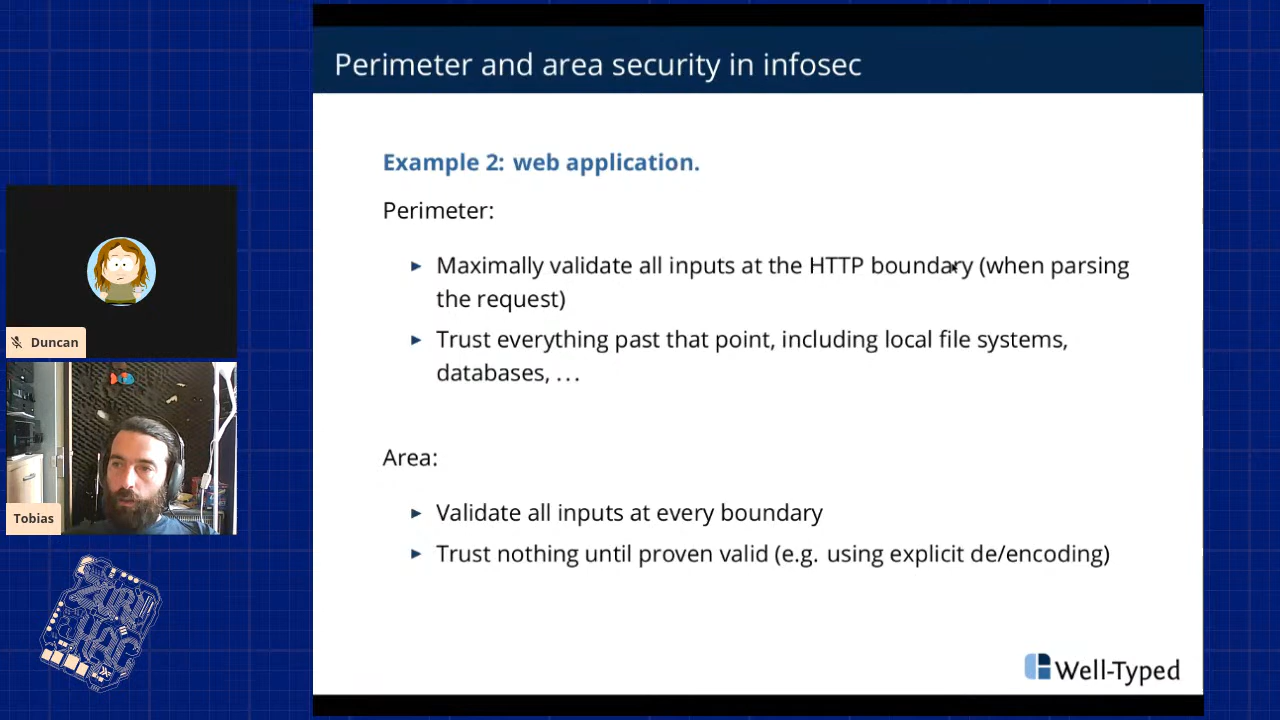 Perimeter and area security in infosec
Example 2: web application.
Perimeter:
Maximally validate all inputs at the HTTP boundary (when parsing
the request)
Trust everything past that point, including local file systems,
databases, ...
Area:
Validate all inputs at every boundary
Trust nothing until proven valid (e.g. using explicit de/encoding)
Well-Typed
Duncan
Tobias
ZURI
HAC